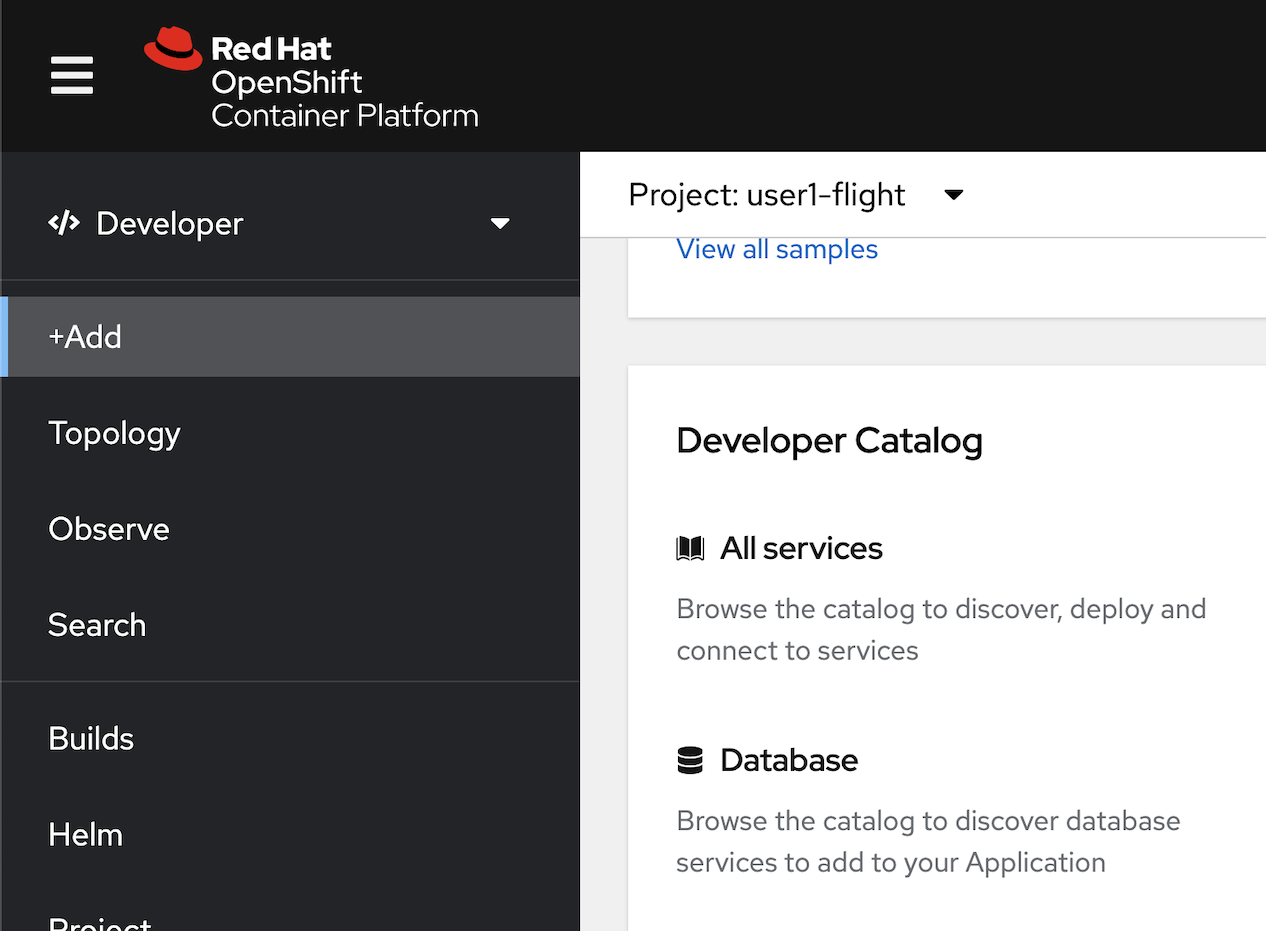 Red Hat
OpenShift
Container Platform
Developer
+Add
Topology
Observe
Search
Builds
Helm
Project
Project: user1-flight
View all samples
Developer Catalog
All services
Browse the catalog to discover, deploy and
connect to services
Database
Browse the catalog to discover database
services to add to your Application